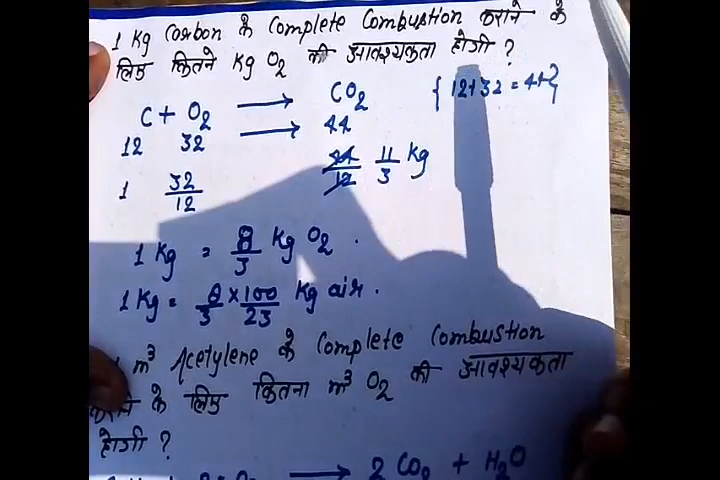 1 Kg Carbon के Complete Combustion कराने के
लिए कितने Kg O2 की आवश्यकता होगी ?
C + O2 ⟶ CO2 { 12+32 = 44}
12 32 ⟶ 44
1 32/12 44/12 11/3 Kg
1 Kg = 8/3 Kg O2 .
1 Kg = 8/3 × 100/23 Kg air .
m³ Acetylene के Complete Combustion
कराने के लिए कितना m³ O2 की आवश्यकता
होगी ?
⟶ 2 CO2 + H2O